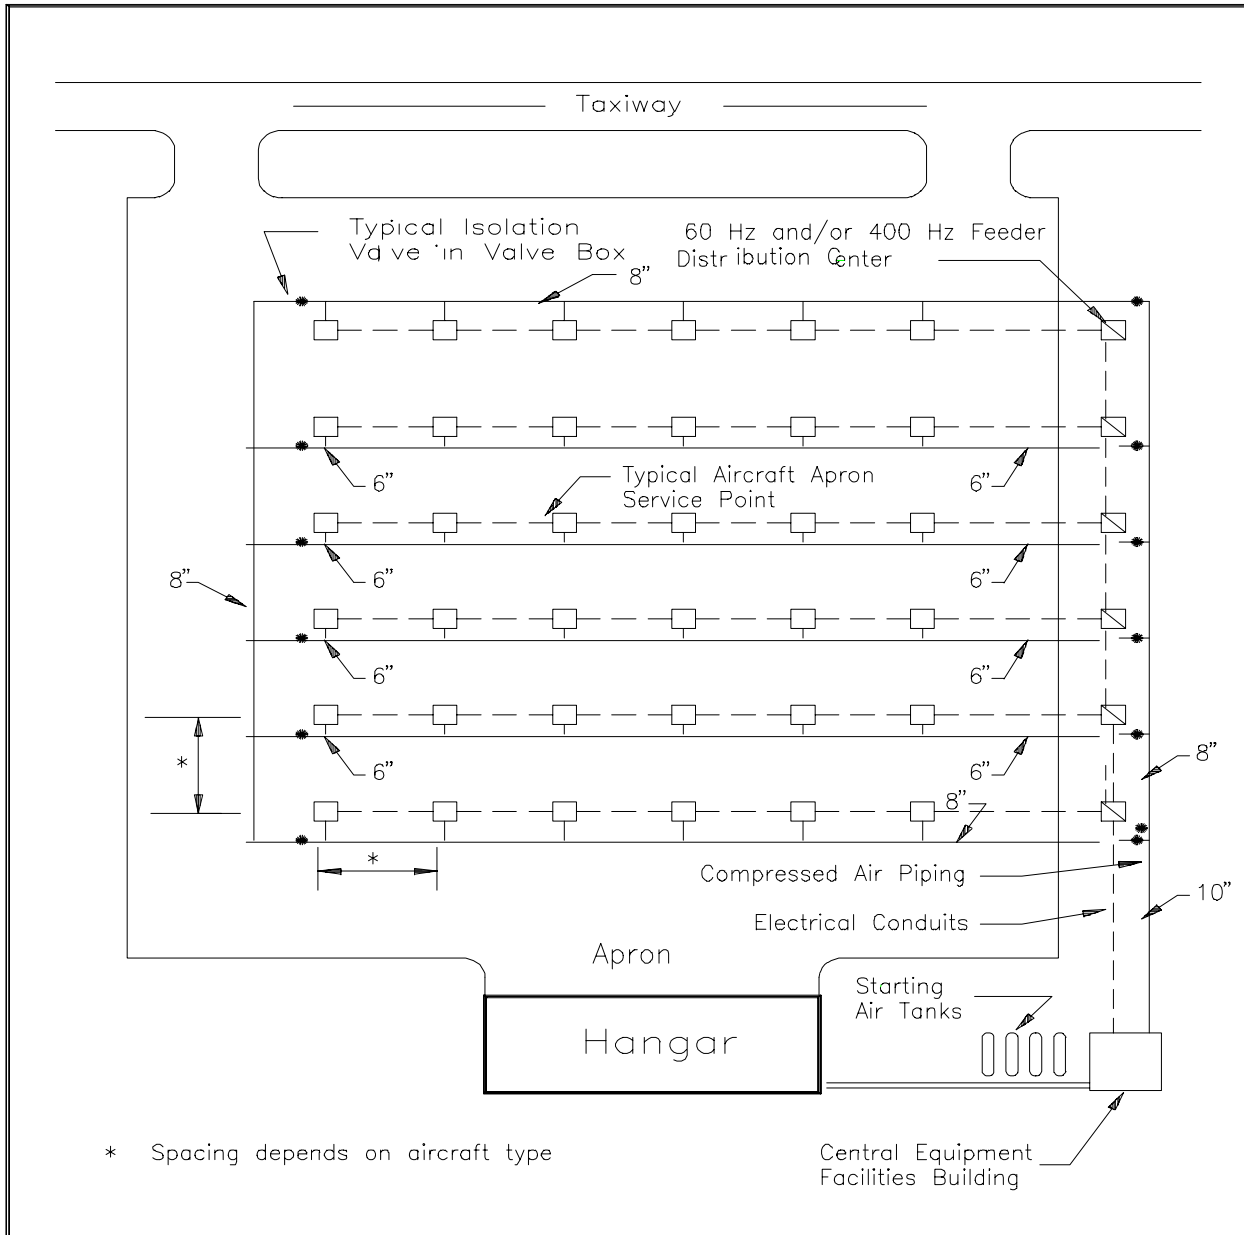 Taxiway
Typical Isolation
Valve in Valve Box
60 Hz and/or 400 Hz Feeder
Distribution Center
8"
6"
6"
Typical Aircraft Apron
Service Point
6"
6"
8"
6"
6"
*
6"
6"
8"
8"
*
Compressed Air Piping
10"
Electrical Conduits
Apron
Starting
Air Tanks
Hangar
* Spacing depends on aircraft type
Central Equipment
Facilities Building